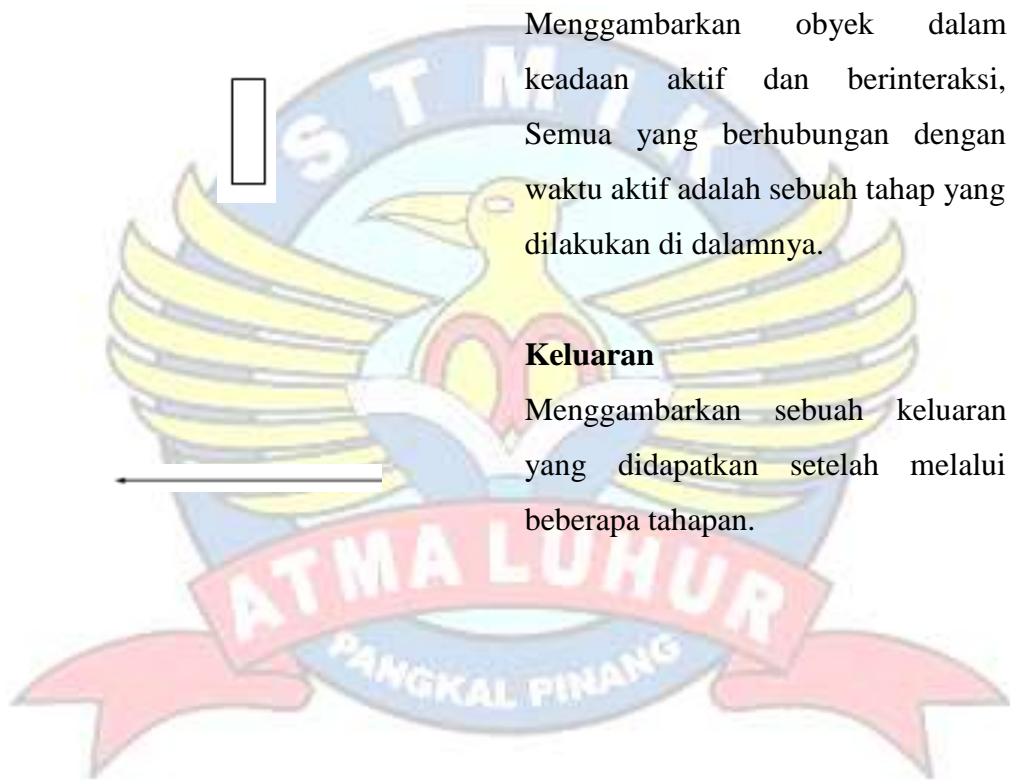 Menggambarkan obyek dalam
keadaan aktif dan berinteraksi,
Semua yang berhubungan dengan
waktu aktif adalah sebuah tahap yang
dilakukan di dalamnya.
Keluaran
Menggambarkan sebuah keluaran
yang didapatkan setelah melalui
beberapa tahapan.
STMIK
ATMA LUHUR
PANGKAL PINANG